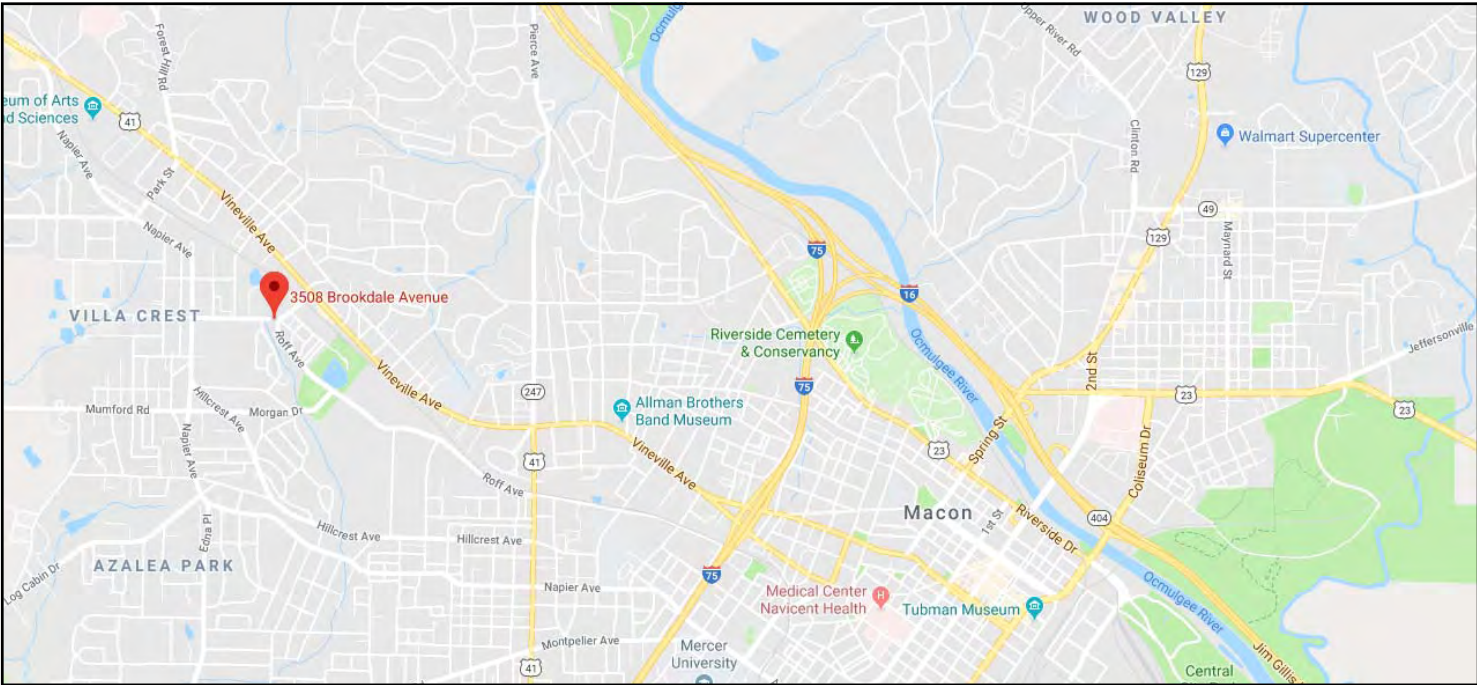 WOOD VALLEY
Upper River Rd
Ocmulgee
Pierce Ave
Forest Hill Rd
129
eum of Arts
d Sciences
41
Napier Ave
Park St
Clinton Rd
Walmart Supercenter
Vineville Ave
49
Maynard St
Napier Ave
129
75
16
3508 Brookdale Avenue
VILLA CREST
Roff Ave
Riverside Cemetery
& Conservancy
Ocmulgee River
Jeffersonville
2nd St
Vineville Ave
75
247
23
23
Mumford Rd
Hillcrest Ave
Morgan Dr
Allman Brothers
Band Museum
Napier Ave
Spring St
23
Coliseum Dr
41
Vineville Ave
Roff Ave
Macon
1st St
Riverside Dr
404
Edna Pl
Hillcrest Ave
Hillcrest Ave
AZALEA PARK
Log Cabin Dr
75
Napier Ave
Medical Center
Navicent Health
H
Tubman Museum
Ocmulgee River
Montpelier Ave
41
Mercer
University
Jim Gillis
Central